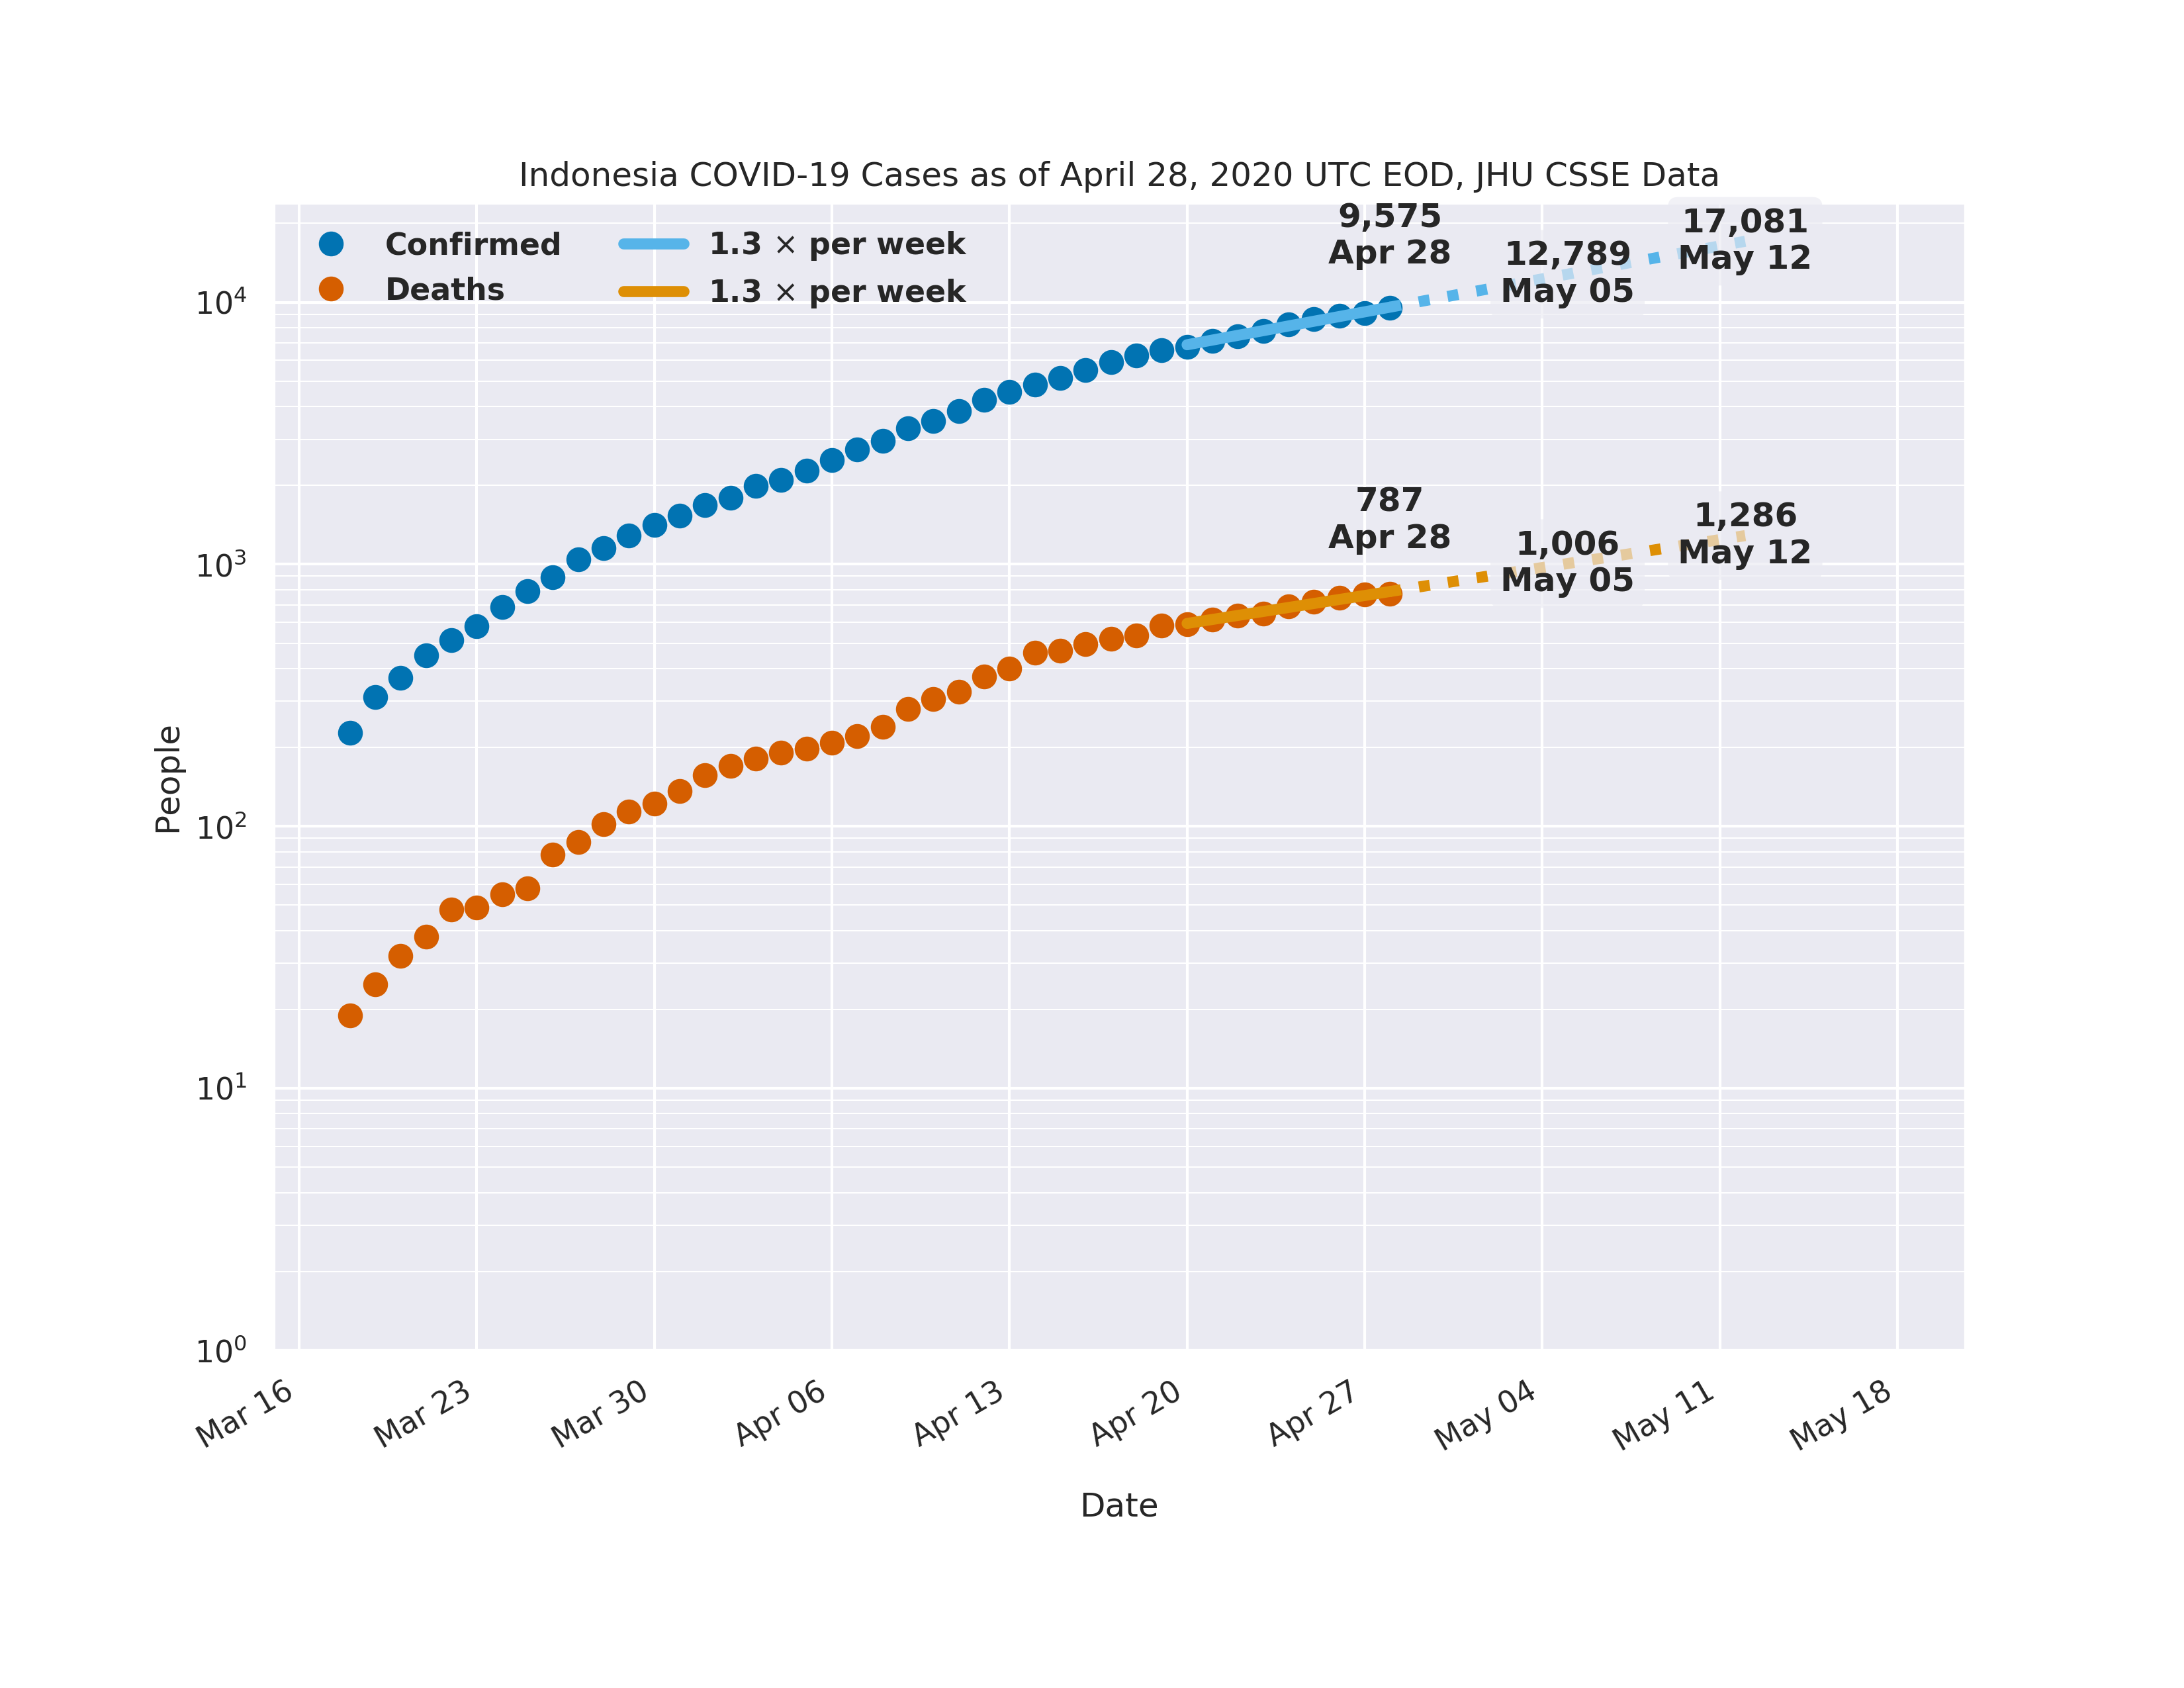 Indonesia COVID-19 Cases as of April 28, 2020 UTC EOD, JHU CSSE Data
Confirmed
Deaths
1.3 × per week
1.3 × per week
9,575
Apr 28
12,789
May 05
17,081
May 12
787
Apr 28
1,006
May 05
1,286
May 12
People
10⁴
10³
10²
10¹
10⁰
Mar 16
Mar 23
Mar 30
Apr 06
Apr 13
Apr 20
Apr 27
May 04
May 11
May 18
Date